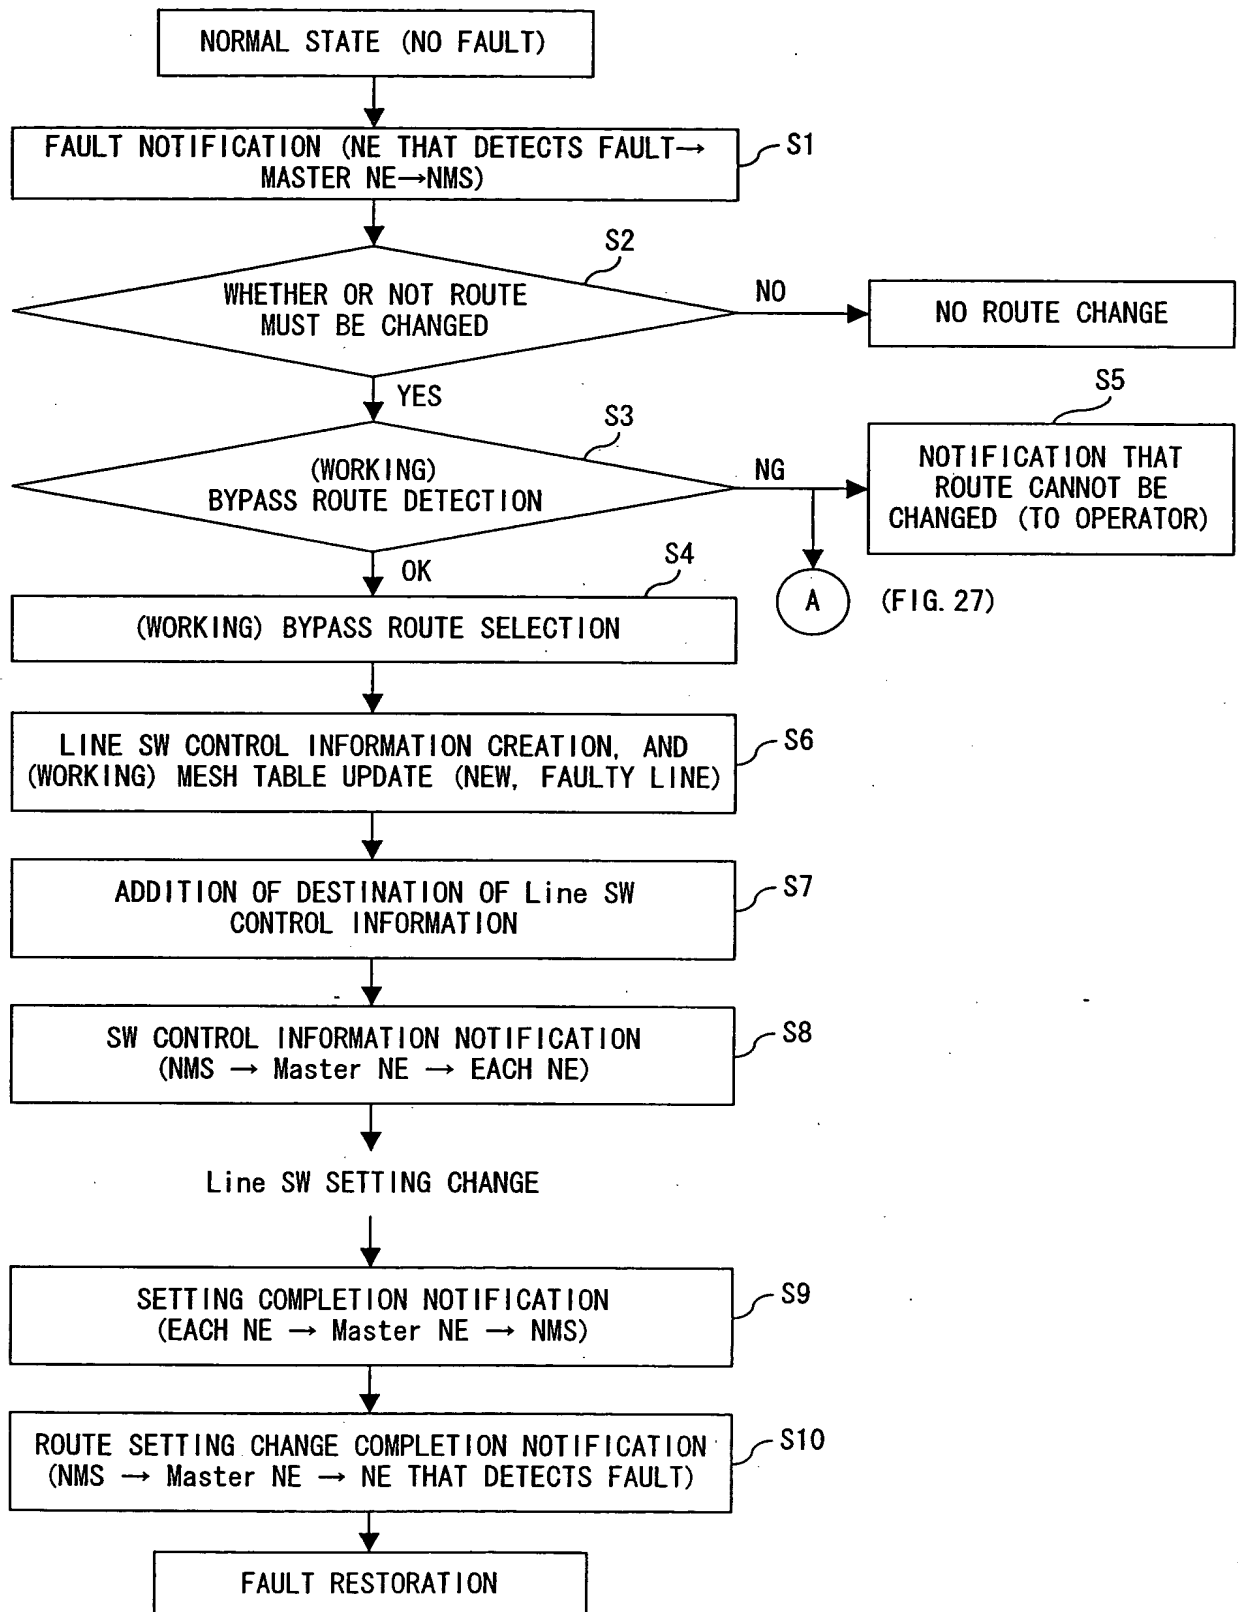 NORMAL STATE (NO FAULT)
FAULT NOTIFICATION (NE THAT DETECTS FAULT→
MASTER NE→NMS)
S1
S2
WHETHER OR NOT ROUTE
MUST BE CHANGED
NO
NO ROUTE CHANGE
YES
S3
(WORKING)
BYPASS ROUTE DETECTION
NG
S5
NOTIFICATION THAT
ROUTE CANNOT BE
CHANGED (TO OPERATOR)
OK
A
(FIG. 27)
S4
(WORKING) BYPASS ROUTE SELECTION
LINE SW CONTROL INFORMATION CREATION, AND
(WORKING) MESH TABLE UPDATE (NEW, FAULTY LINE)
S6
ADDITION OF DESTINATION OF Line SW
CONTROL INFORMATION
S7
SW CONTROL INFORMATION NOTIFICATION
(NMS → Master NE → EACH NE)
S8
Line SW SETTING CHANGE
SETTING COMPLETION NOTIFICATION
(EACH NE → Master NE → NMS)
S9
ROUTE SETTING CHANGE COMPLETION NOTIFICATION
(NMS → Master NE → NE THAT DETECTS FAULT)
S10
FAULT RESTORATION